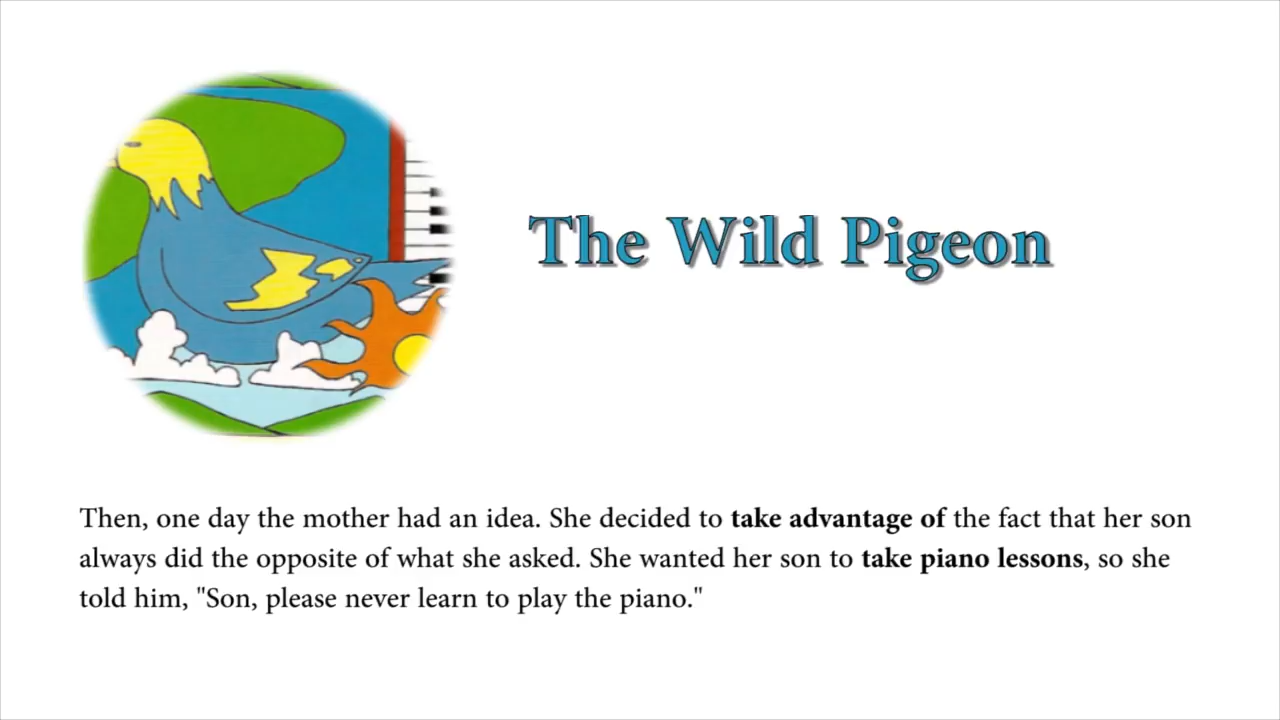 The Wild Pigeon
Then, one day the mother had an idea. She decided to take advantage of the fact that her son
always did the opposite of what she asked. She wanted her son to take piano lessons, so she
told him, "Son, please never learn to play the piano."